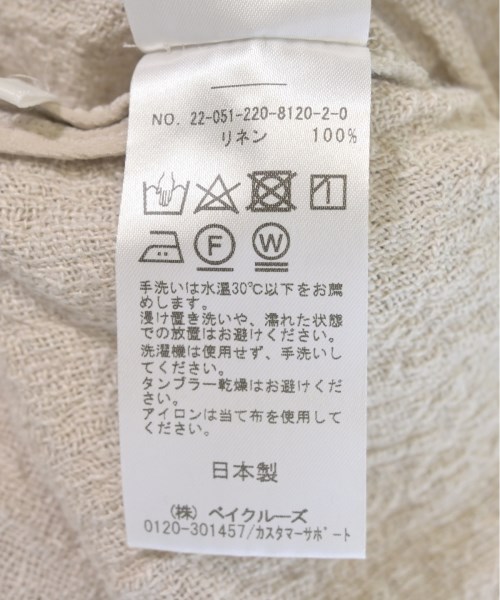 NO. 22-051-220-8120-2-0
リネン 100%
F W
手洗いは水温30℃以下をお薦
めします。
浸け置き洗いや、濡れた状態
での放置はお避けください。
洗濯機は使用せず、手洗いし
てください。
タンブラー乾燥はお避けくだ
さい。
アイロンは当て布を使用して
ください。
日本製
(株) ベイクルーズ
0120-301457/カスタマーサポート